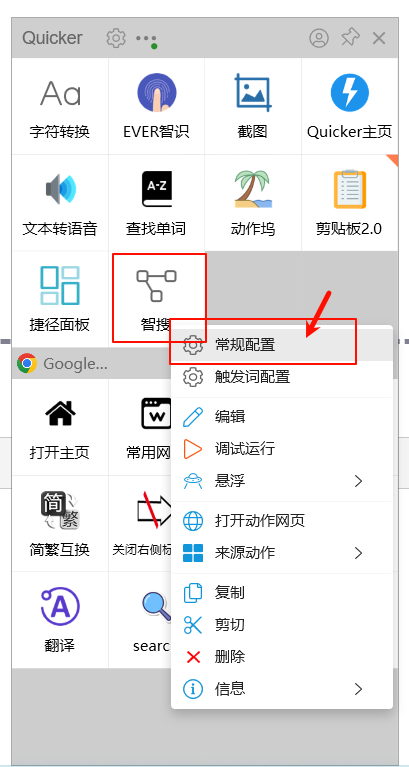 Quicker
Aa
字符转换 EVER智识 截图 Quicker主页
A-Z
文本转语音 查找单词 动作坞 剪贴板2.0
捷径面板 智搜
常规配置
Google...
触发词配置
W
编辑
打开主页 常用网
调试运行
悬浮
简 繁
打开动作网页
简繁互换 关闭右侧标
来源动作
A
复制
剪切
翻译 searc
删除
信息